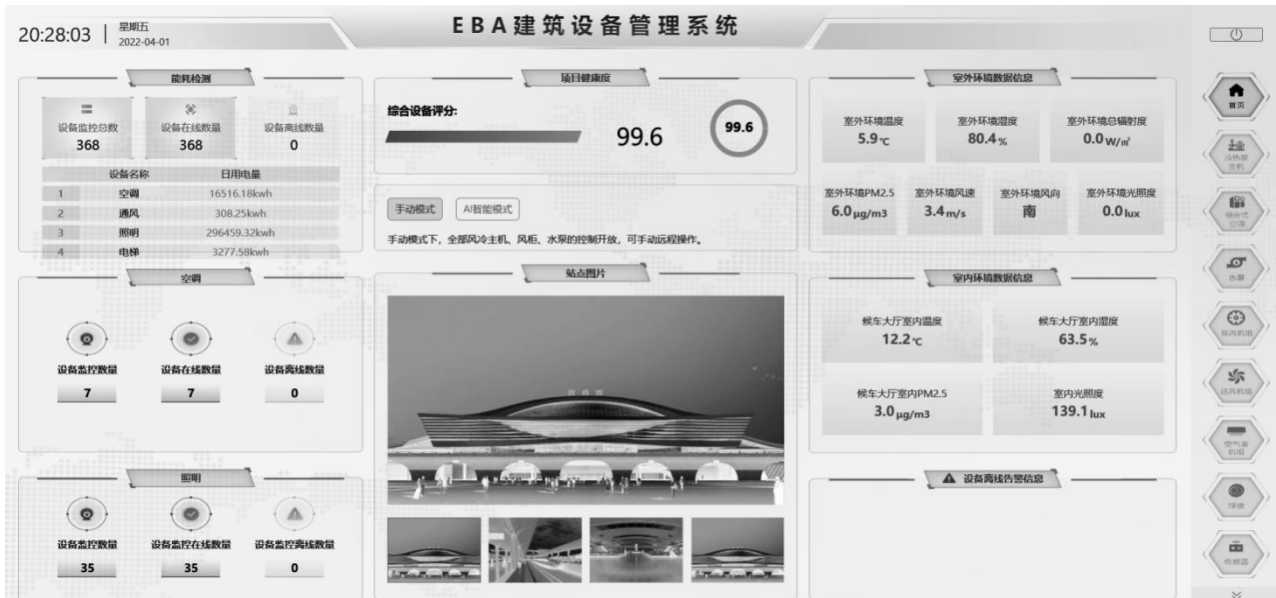 20:28:03
星期五
2022-04-01
EBA建筑设备管理系统
能耗检测
设备监控总数
368
设备在线数量
368
设备离线数量
0
设备名称 日用电量
1 空调 16516.18kwh
2 通风 308.25kwh
3 照明 296459.32kwh
4 电梯 3277.58kwh
空调
设备监控数量
7
设备在线数量
7
设备离线数量
0
照明
设备监控数量
35
设备监控在线数量
35
设备监控离线数量
0
项目健康度
综合设备评分:
99.6
99.6
手动模式 AI智能模式
手动模式下，全部风冷主机、风柜、水泵的控制开放，可手动远程操作。
站点图片
室外环境数据信息
室外环境温度
5.9℃
室外环境湿度
80.4%
室外环境总辐射度
0.0W/㎡
室外环境PM2.5
6.0μg/m3
室外环境风速
3.4m/s
室外环境风向
南
室外环境光照度
0.0lux
室内环境数据信息
候车大厅室内温度
12.2℃
候车大厅室内湿度
63.5%
候车大厅室内PM2.5
3.0μg/m3
室内光照度
139.1lux
设备离线告警信息
首页
冷热源
主机
组合式
空调
水泵
排风机组
送风机组
空气幕
机组
传感器